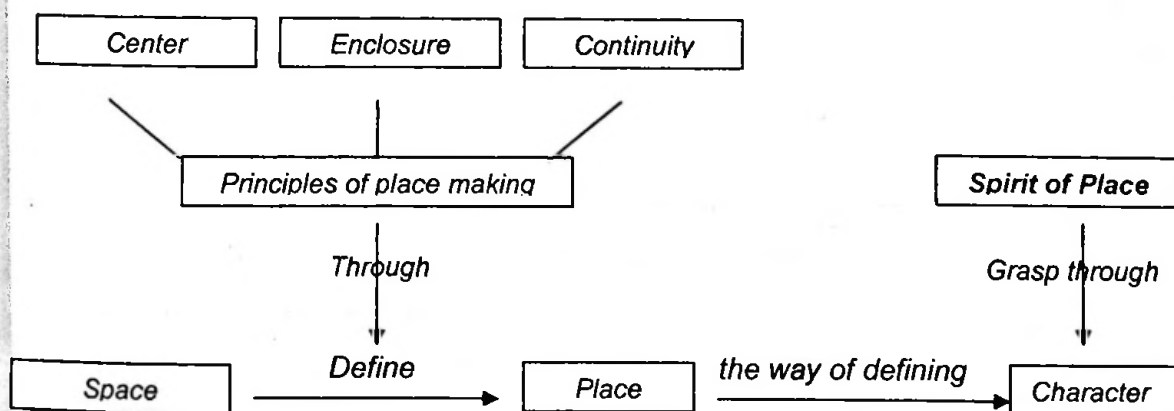 Center
Enclosure
Continuity
Principles of place making
Spirit of Place
Through
Grasp through
Space
Define
Place
the way of defining
Character